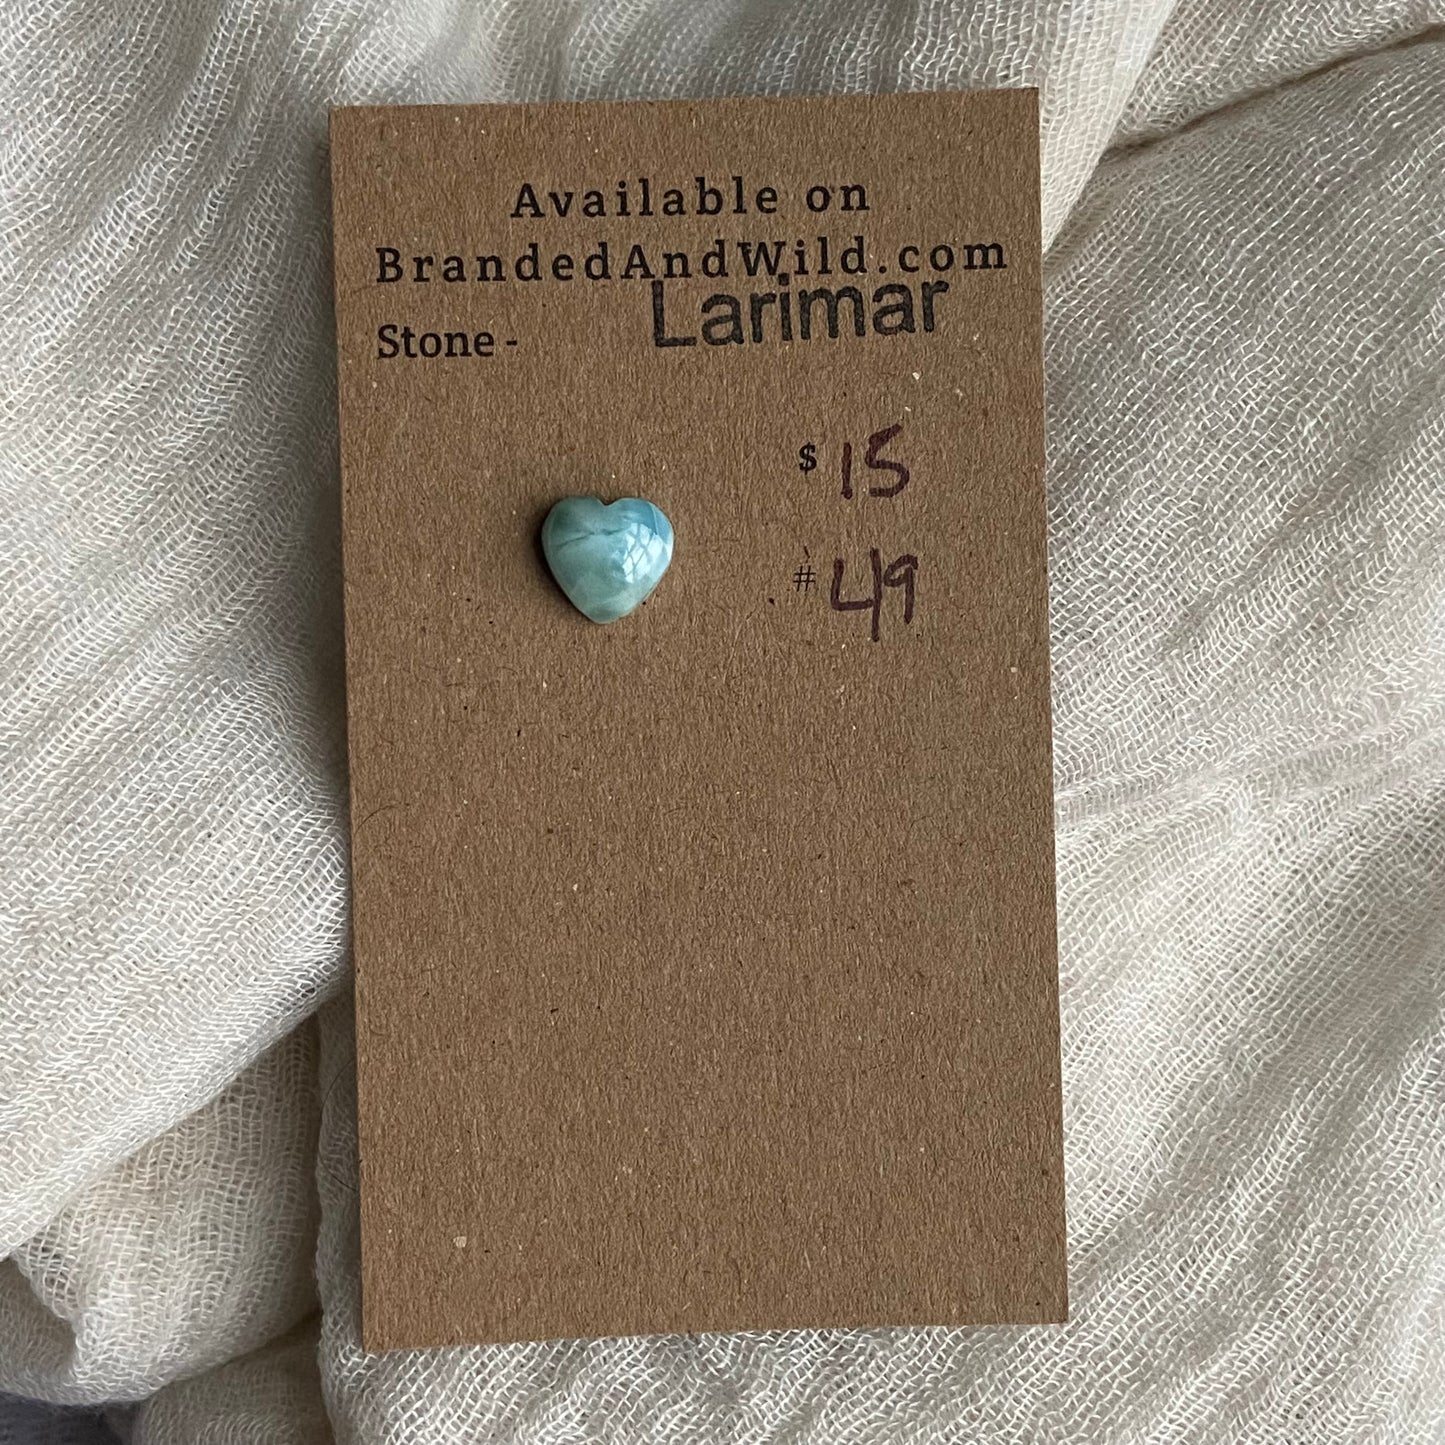 Available on
BrandedAndWild.com
Stone - Larimar
$ 15
# 49